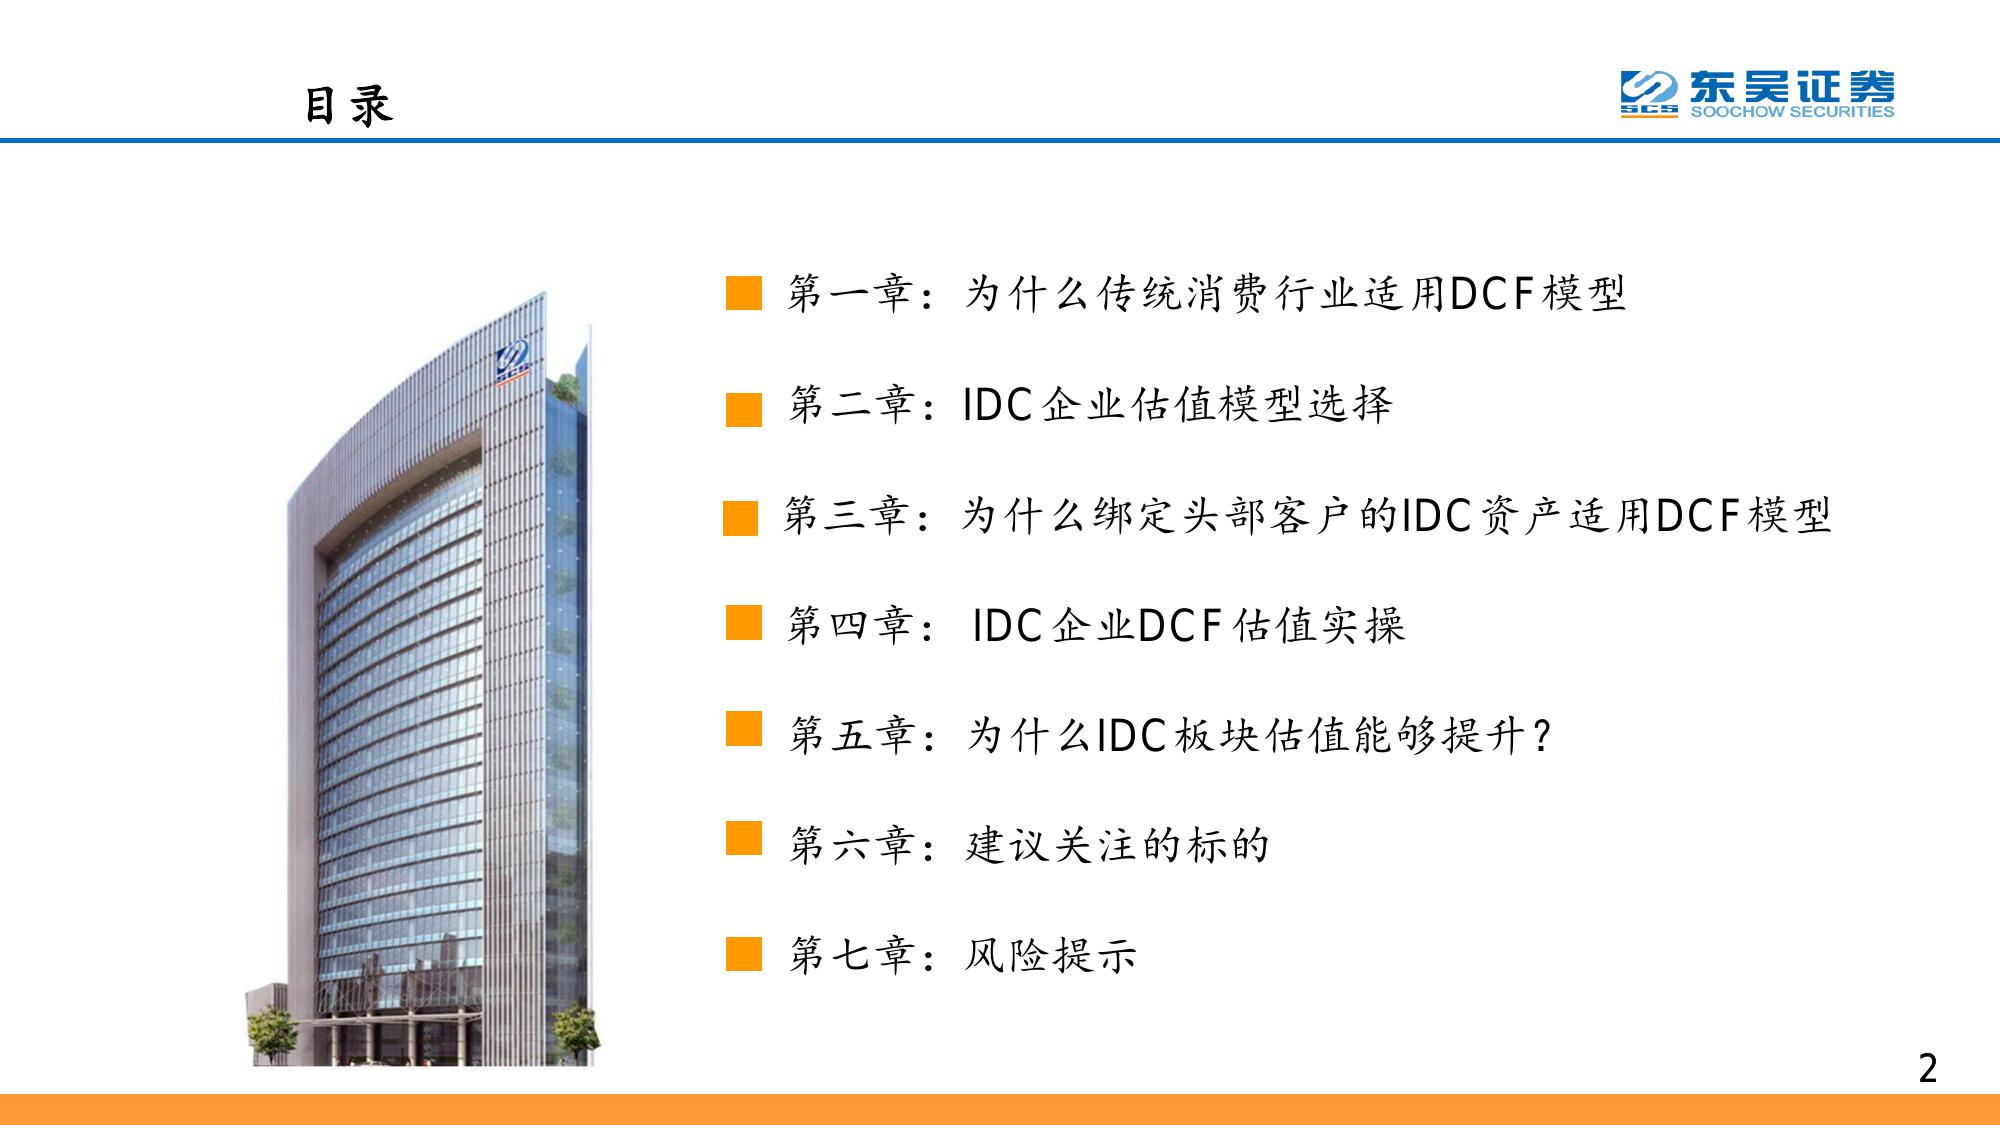 目录
东吴证券
SCS
SOOCHOW SECURITIES
SCS
第一章：为什么传统消费行业适用DCF模型
第二章：IDC企业估值模型选择
第三章：为什么绑定头部客户的IDC资产适用DCF模型
第四章： IDC企业DCF估值实操
第五章：为什么IDC板块估值能够提升？
第六章：建议关注的标的
第七章：风险提示
2